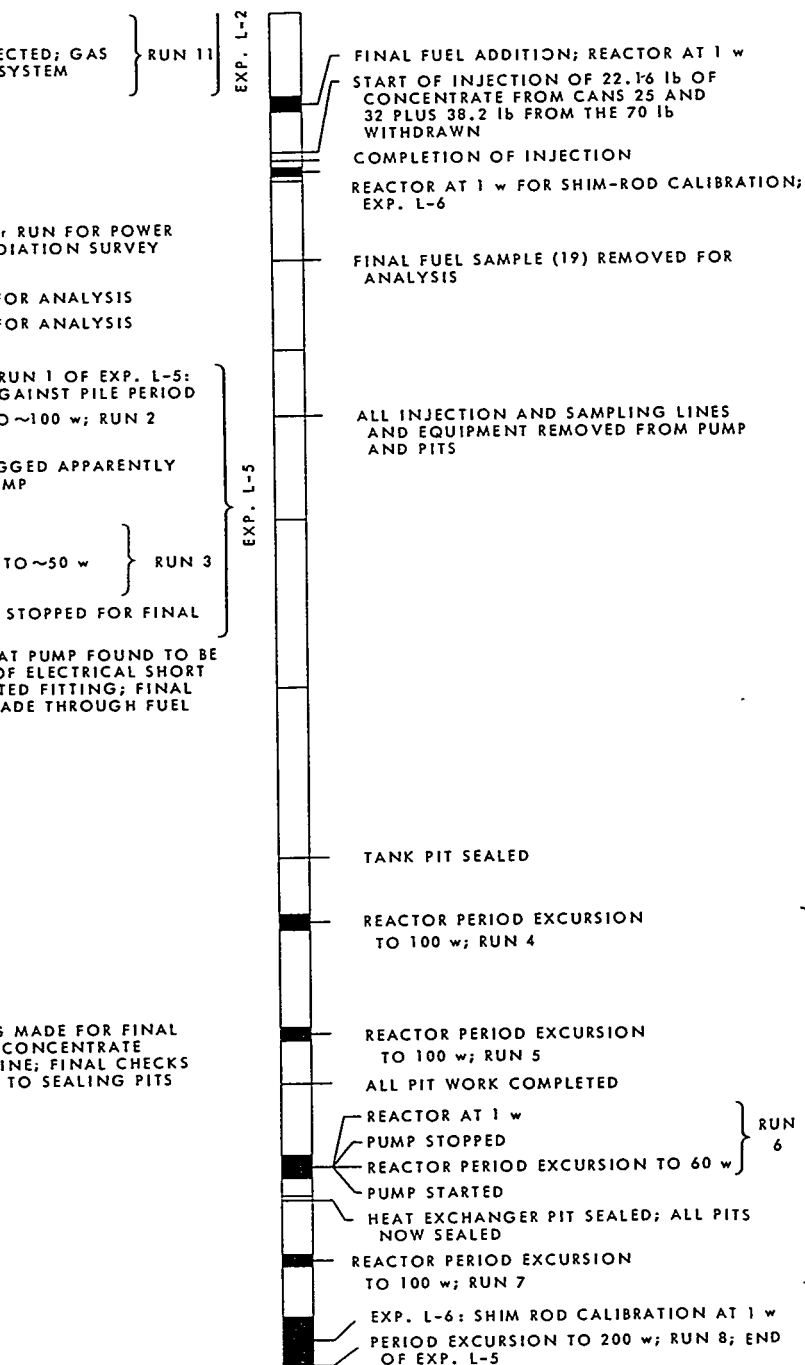 ECTED; GAS
SYSTEM
RUN 11
EXP. L-2
r RUN FOR POWER
DIATION SURVEY
FOR ANALYSIS
FOR ANALYSIS
RUN 1 OF EXP. L-5:
AGAINST PILE PERIOD
O ~100 w; RUN 2
GGED APPARENTLY
MP
TO ~50 w
RUN 3
STOPPED FOR FINAL
EXP. L-5
AT PUMP FOUND TO BE
OF ELECTRICAL SHORT
TED FITTING; FINAL
ADE THROUGH FUEL
S MADE FOR FINAL
CONCENTRATE
INE; FINAL CHECKS
TO SEALING PITS
FINAL FUEL ADDITION; REACTOR AT 1 w
START OF INJECTION OF 22.16 lb OF
CONCENTRATE FROM CANS 25 AND
32 PLUS 38.2 lb FROM THE 70 lb
WITHDRAWN
COMPLETION OF INJECTION
REACTOR AT 1 w FOR SHIM-ROD CALIBRATION;
EXP. L-6
FINAL FUEL SAMPLE (19) REMOVED FOR
ANALYSIS
ALL INJECTION AND SAMPLING LINES
AND EQUIPMENT REMOVED FROM PUMP
AND PITS
TANK PIT SEALED
REACTOR PERIOD EXCURSION
TO 100 w; RUN 4
REACTOR PERIOD EXCURSION
TO 100 w; RUN 5
ALL PIT WORK COMPLETED
REACTOR AT 1 w
PUMP STOPPED
REACTOR PERIOD EXCURSION TO 60 w
RUN
6
PUMP STARTED
HEAT EXCHANGER PIT SEALED; ALL PITS
NOW SEALED
REACTOR PERIOD EXCURSION
TO 100 w; RUN 7
EXP. L-6: SHIM ROD CALIBRATION AT 1 w
PERIOD EXCURSION TO 200 w; RUN 8; END
OF EXP. L-5